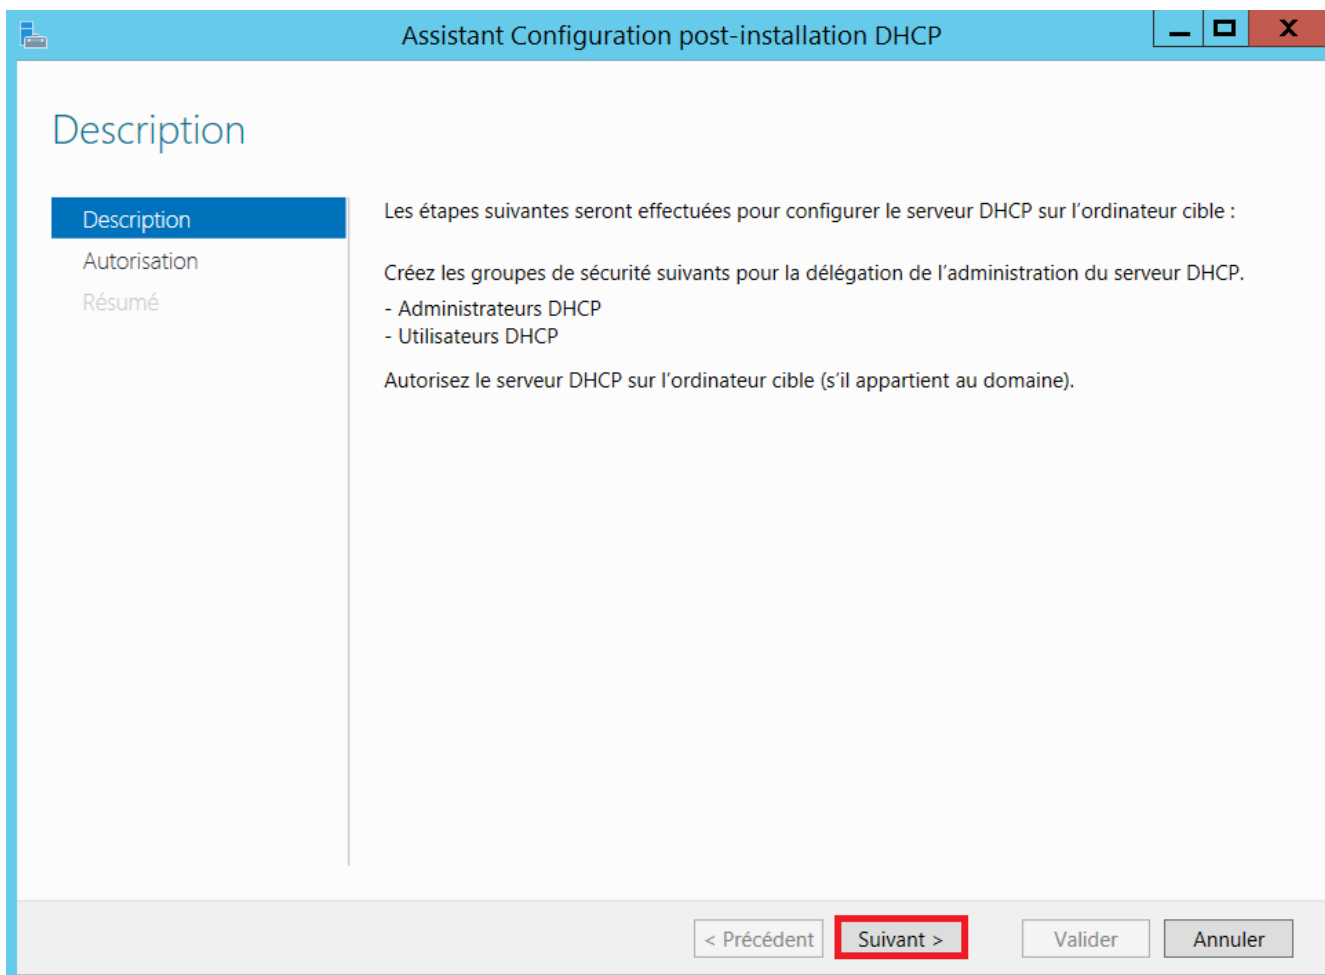 Assistant Configuration post-installation DHCP
Description
Description
Autorisation
Résumé
Les étapes suivantes seront effectuées pour configurer le serveur DHCP sur l'ordinateur cible :
Créez les groupes de sécurité suivants pour la délégation de l'administration du serveur DHCP.
- Administrateurs DHCP
- Utilisateurs DHCP
Autorisez le serveur DHCP sur l'ordinateur cible (s'il appartient au domaine).
< Précédent Suivant > Valider Annuler